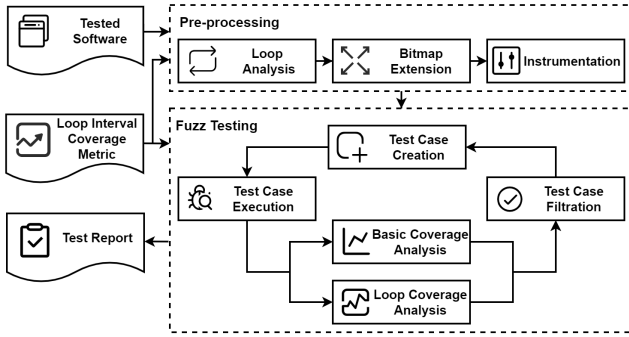 Tested
Software
Pre-processing
Loop
Analysis
Bitmap
Extension
Instrumentation
Loop Interval
Coverage
Metric
Fuzz Testing
Test Case
Creation
Test Case
Execution
Test Case
Filtration
Test Report
Basic Coverage
Analysis
Loop Coverage
Analysis